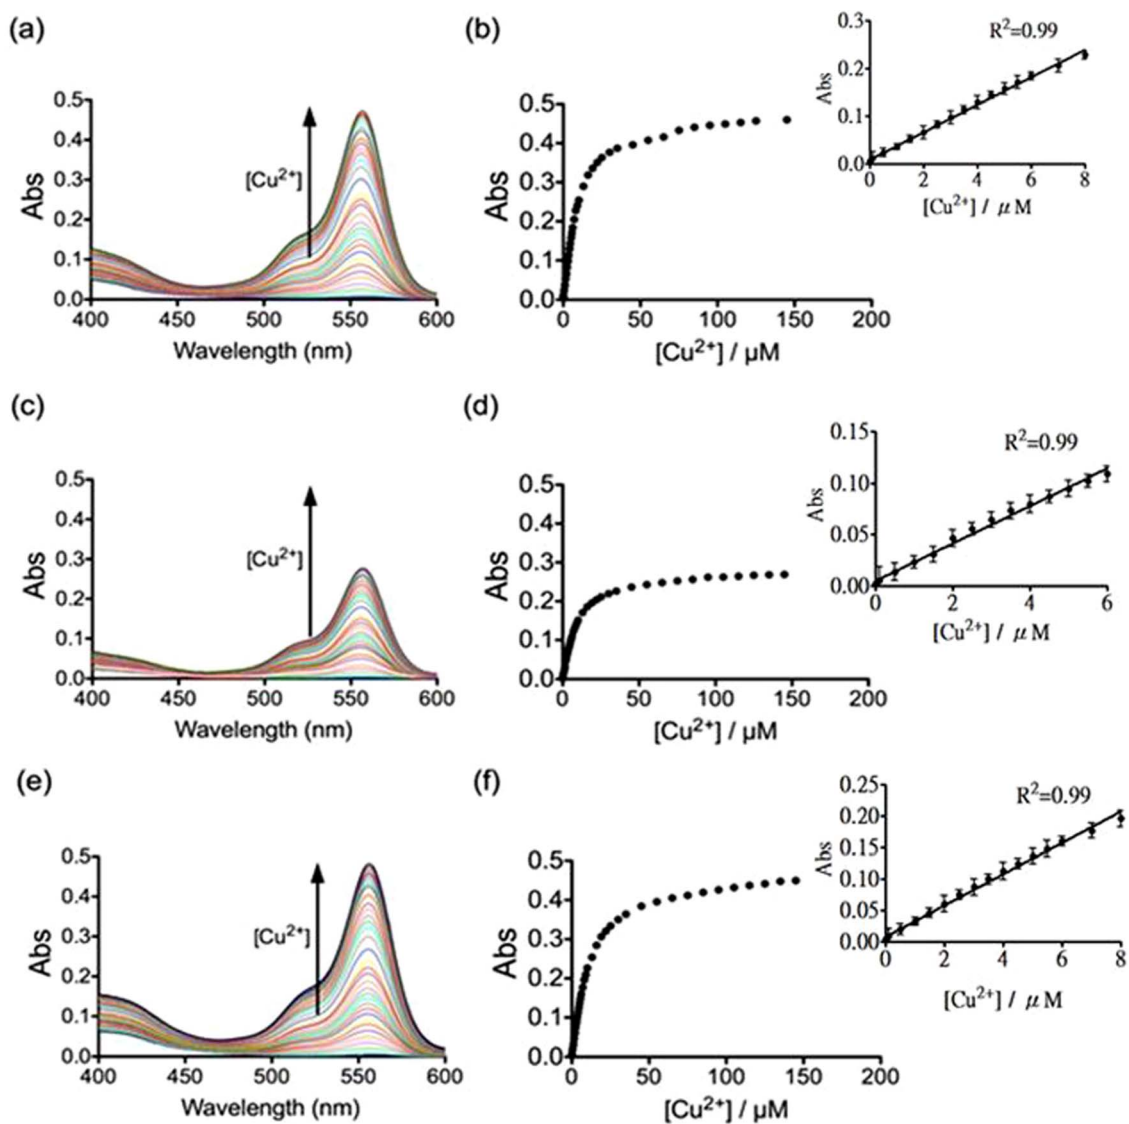 (a)
Abs
0.5
0.4
0.3
0.2
0.1
0.0
[Cu²⁺]
400 450 500 550 600
Wavelength (nm)
(b)
Abs
0.5
0.4
0.3
0.2
0.1
0.0
0 50 100 150 200
[Cu²⁺] / µM
R²=0.99
Abs
0.3
0.2
0.1
0.0
0 2 4 6 8
[Cu²⁺] / µM
(c)
Abs
0.5
0.4
0.3
0.2
0.1
0.0
[Cu²⁺]
400 450 500 550 600
Wavelength (nm)
(d)
Abs
0.5
0.4
0.3
0.2
0.1
0.0
0 50 100 150 200
[Cu²⁺] / µM
R²=0.99
Abs
0.15
0.10
0.05
0.00
0 2 4 6
[Cu²⁺] / µM
(e)
Abs
0.5
0.4
0.3
0.2
0.1
0.0
[Cu²⁺]
400 450 500 550 600
Wavelength (nm)
(f)
Abs
0.5
0.4
0.3
0.2
0.1
0.0
0 50 100 150 200
[Cu²⁺] / µM
R²=0.99
Abs
0.25
0.20
0.15
0.10
0.05
0.00
0 2 4 6 8
[Cu²⁺] / µM